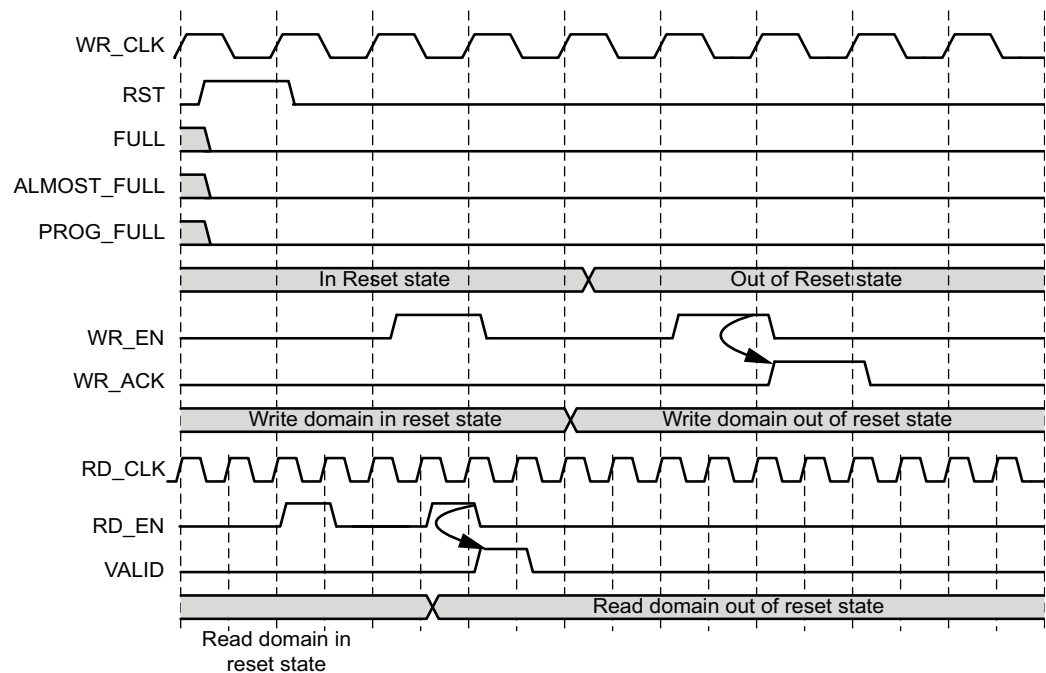 WR_CLK
RST
FULL
ALMOST_FULL
PROG_FULL
In Reset state Out of Reset state
WR_EN
WR_ACK
Write domain in reset state Write domain out of reset state
RD_CLK
RD_EN
VALID
Read domain out of reset state
Read domain in
reset state